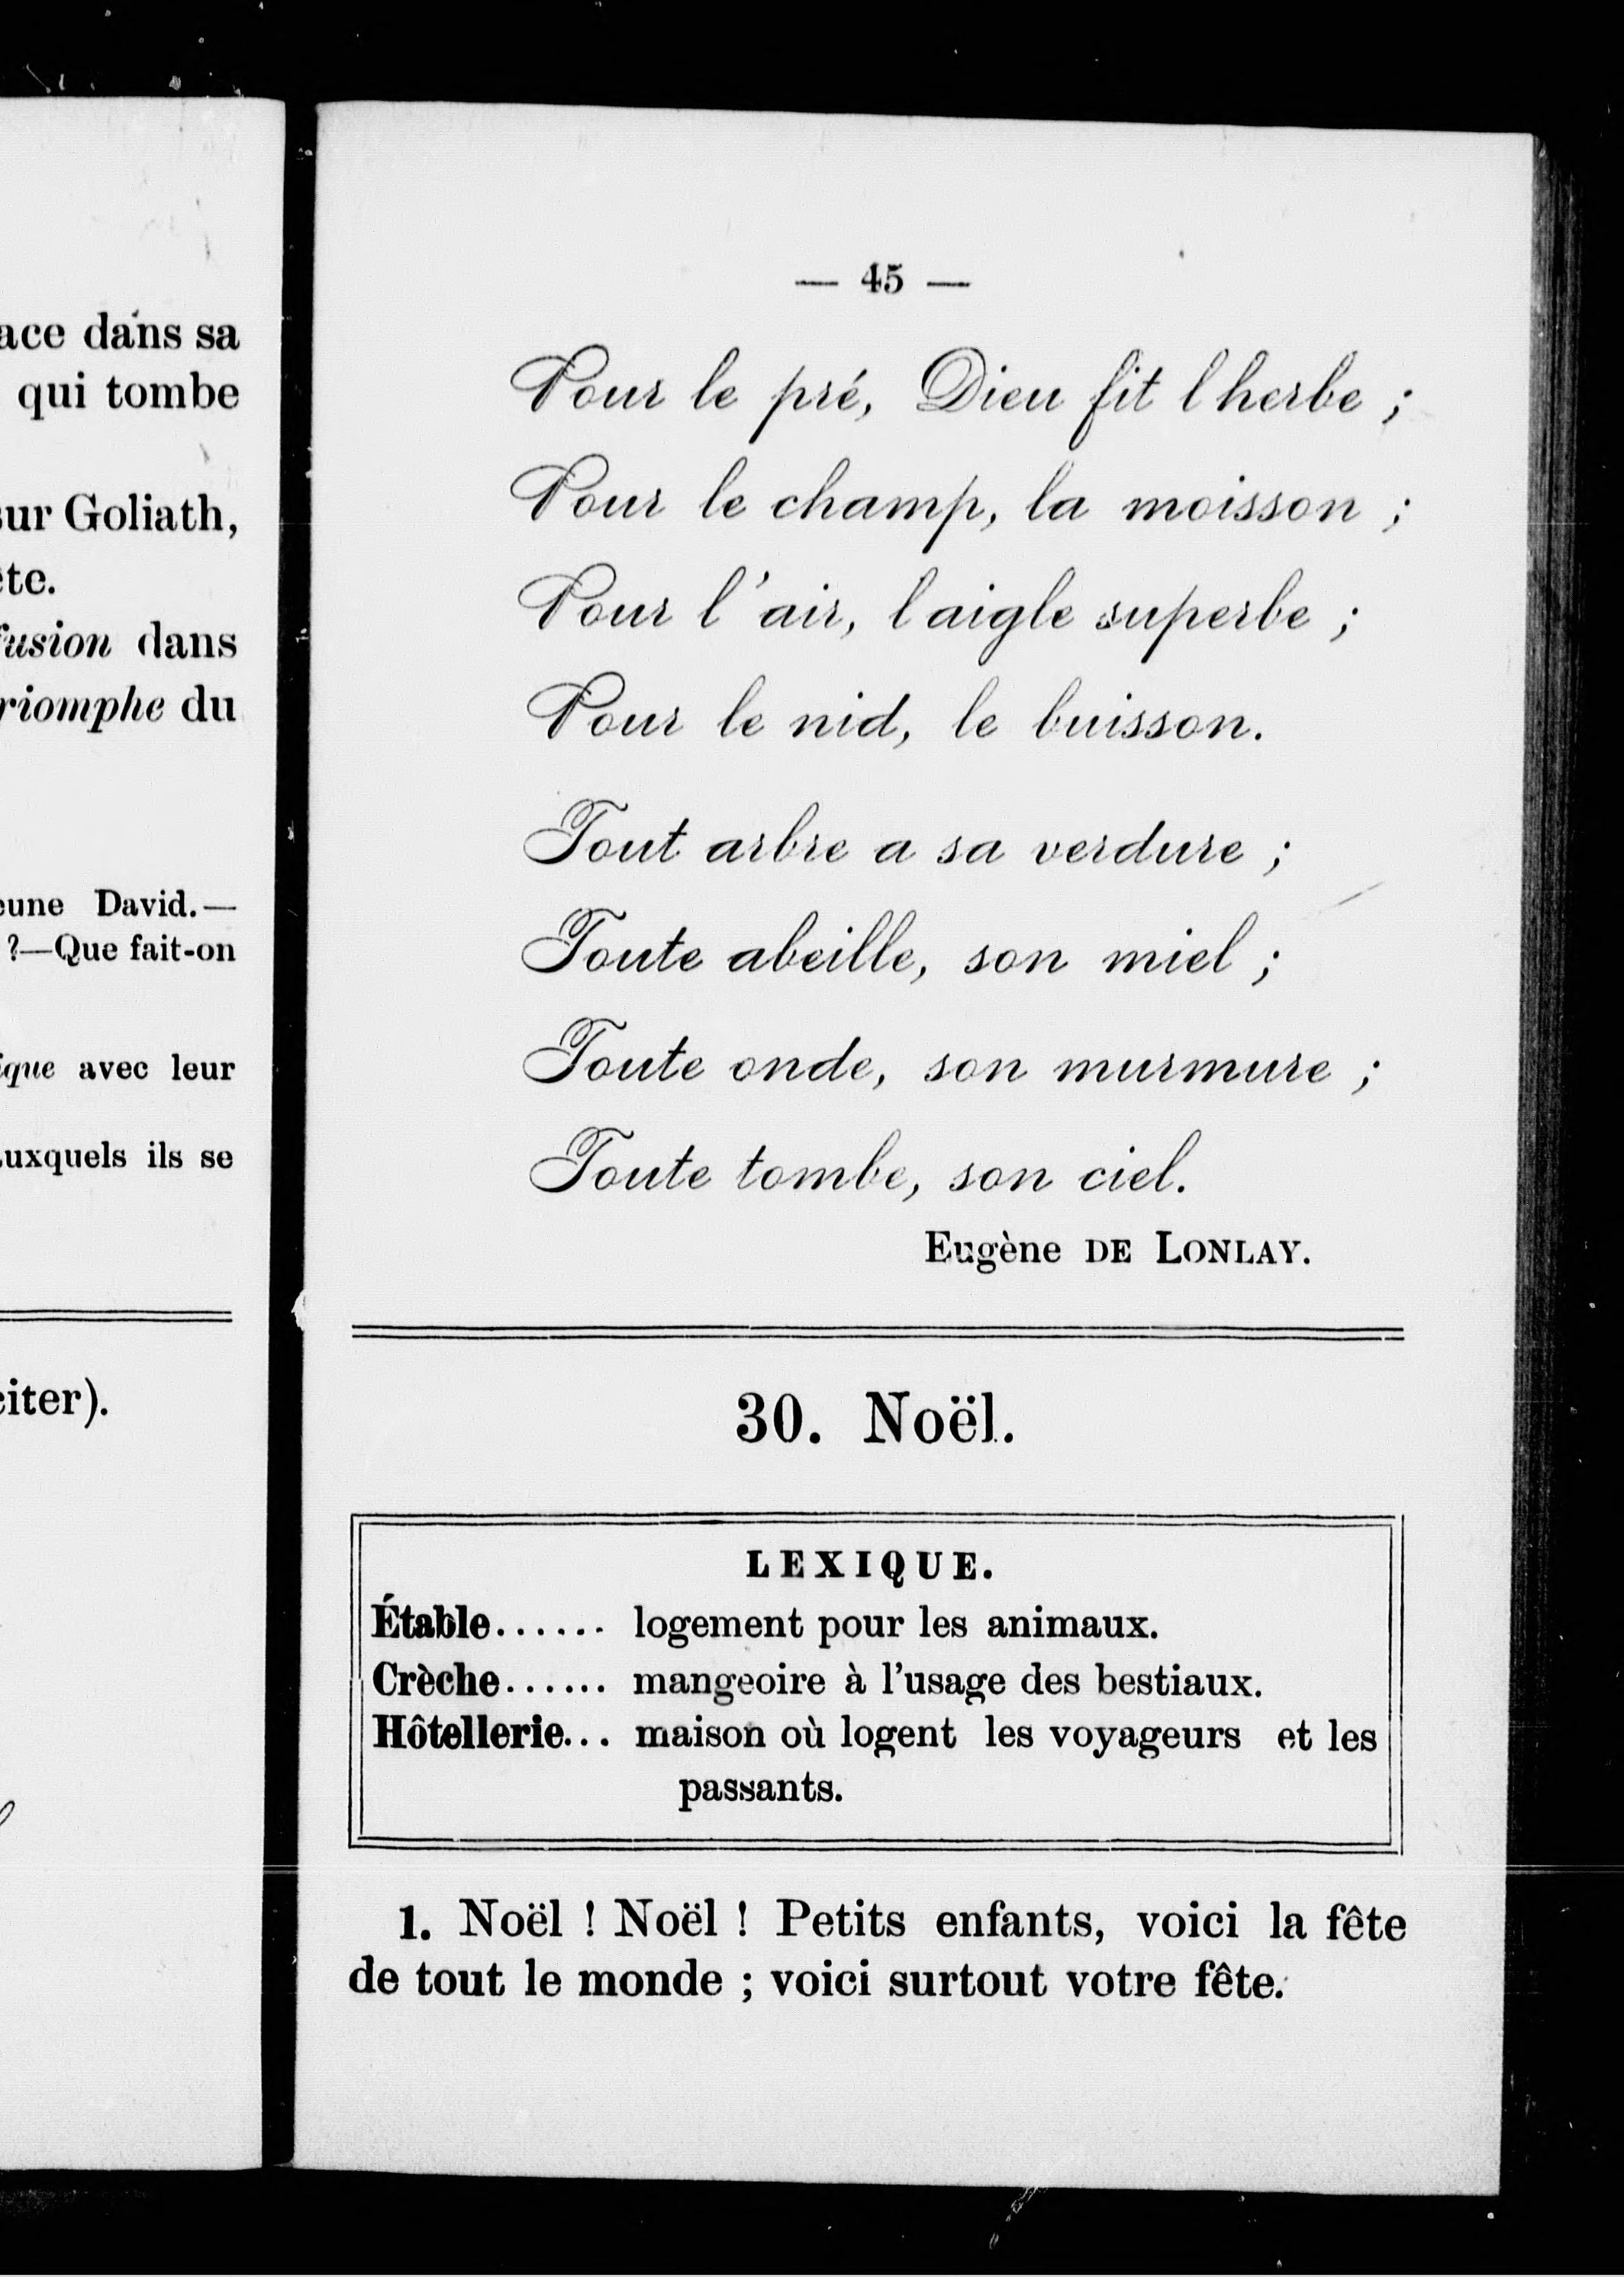 ace dans sa
qui tombe
sur Goliath,
ête.
fusion dans
riomphe du
eune David.—
?—Que fait-on
ique avec leur
auxquels ils se
citer).
— 45 —
Pour le pré, Dieu fit l herbe ;
Pour le champ, la moisson ;
Pour l'air, l aigle superbe ;
Pour le nid, le buisson.
Tout arbre a sa verdure ;
Toute abeille, son miel ;
Toute onde, son murmure ;
Toute tombe, son ciel.
Eugène DE LONLAY.
30. Noël.
LEXIQUE.
Étable...... logement pour les animaux.
Crèche...... mangeoire à l'usage des bestiaux.
Hôtellerie... maison où logent les voyageurs et les
passants.
1. Noël ! Noël ! Petits enfants, voici la fête
de tout le monde ; voici surtout votre fête.